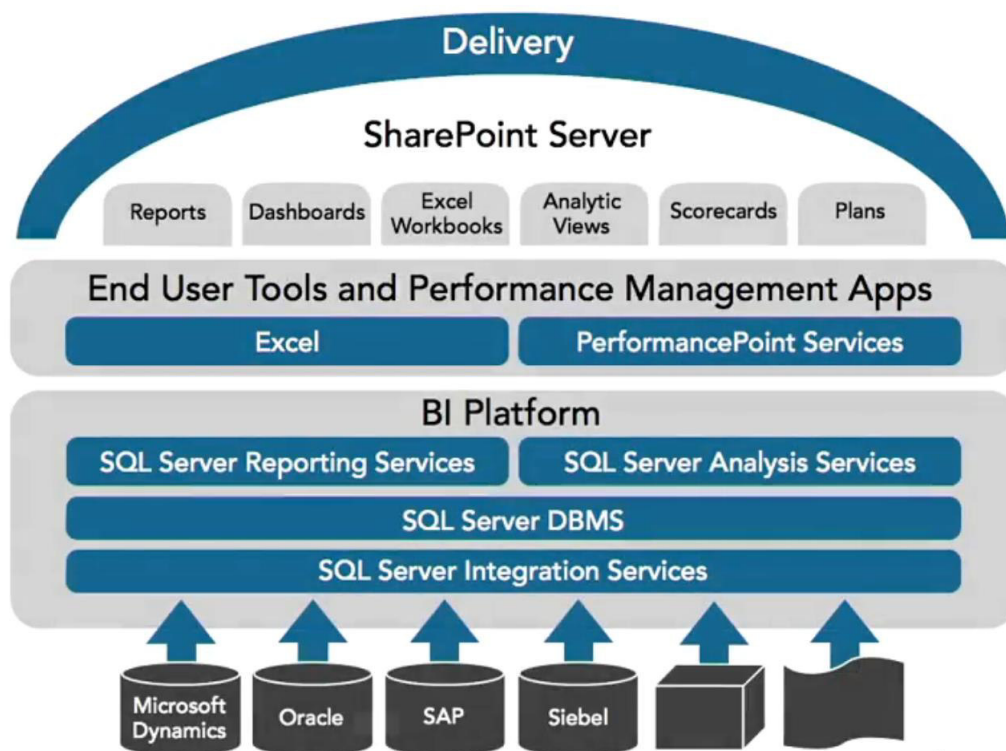 Delivery
SharePoint Server
Reports
Dashboards
Excel
Workbooks
Analytic
Views
Scorecards
Plans
End User Tools and Performance Management Apps
Excel
PerformancePoint Services
BI Platform
SQL Server Reporting Services
SQL Server Analysis Services
SQL Server DBMS
SQL Server Integration Services
Microsoft
Dynamics
Oracle
SAP
Siebel